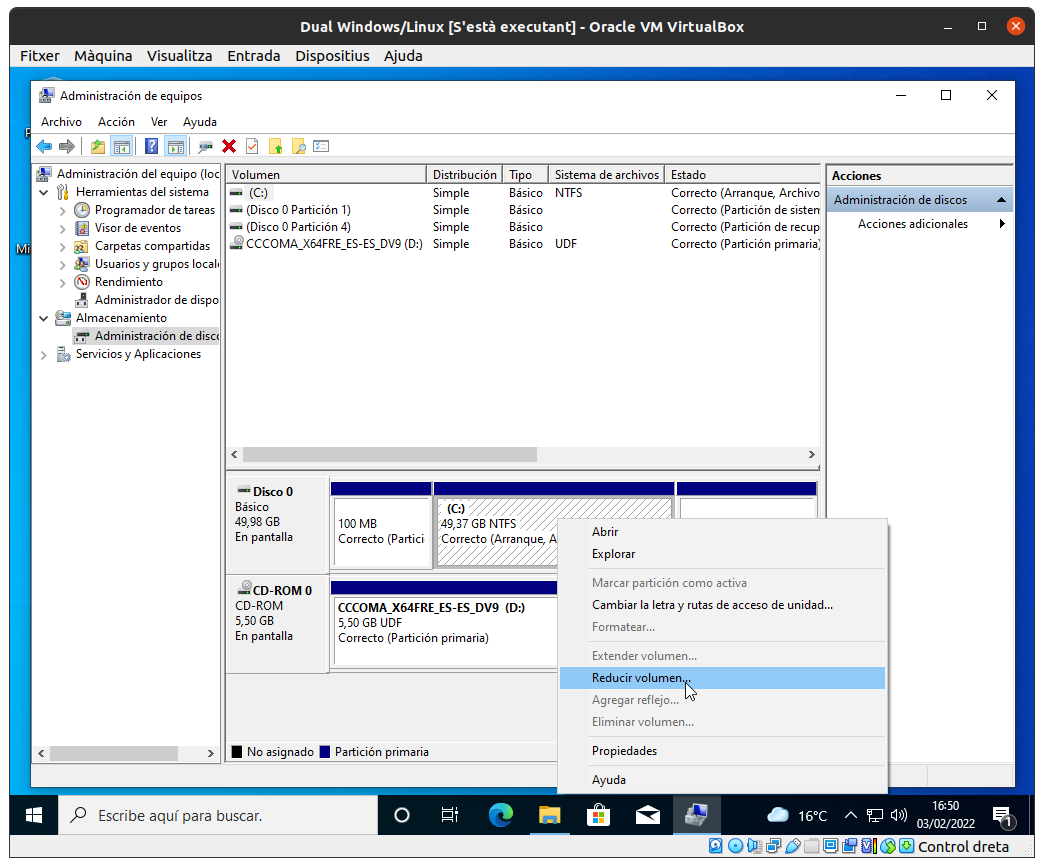 Dual Windows/Linux [S'està executant] - Oracle VM VirtualBox
Fitxer Màquina Visualitza Entrada Dispositius Ajuda
Administración de equipos
Archivo Acción Ver Ayuda
Administración del equipo (loc
Herramientas del sistema
Programador de tareas
Visor de eventos
Carpetas compartidas
Usuarios y grupos locale
Rendimiento
Administrador de dispo
Almacenamiento
Administración de disco
Servicios y Aplicaciones
Volumen Distribución Tipo Sistema de archivos Estado
(C:) Simple Básico NTFS Correcto (Arranque, Archivo
(Disco 0 Partición 1) Simple Básico Correcto (Partición de sistem
(Disco 0 Partición 4) Simple Básico Correcto (Partición de recup
CCCOMA_X64FRE_ES-ES_DV9 (D:) Simple Básico UDF Correcto (Partición primaria)
Acciones
Administración de discos
Acciones adicionales
Disco 0
Básico
49,98 GB
En pantalla
100 MB
Correcto (Partici
(C:)
49,37 GB NTFS
Correcto (Arranque, A
CD-ROM 0
CD-ROM
5,50 GB
En pantalla
CCCOMA_X64FRE_ES-ES_DV9 (D:)
5,50 GB UDF
Correcto (Partición primaria)
Abrir
Explorar
Marcar partición como activa
Cambiar la letra y rutas de acceso de unidad...
Formatear...
Extender volumen...
Reducir volumen...
Agregar reflejo...
Eliminar volumen...
Propiedades
Ayuda
No asignado Partición primaria
Escribe aquí para buscar.
16°C
16:50
03/02/2022
1
Control dreta